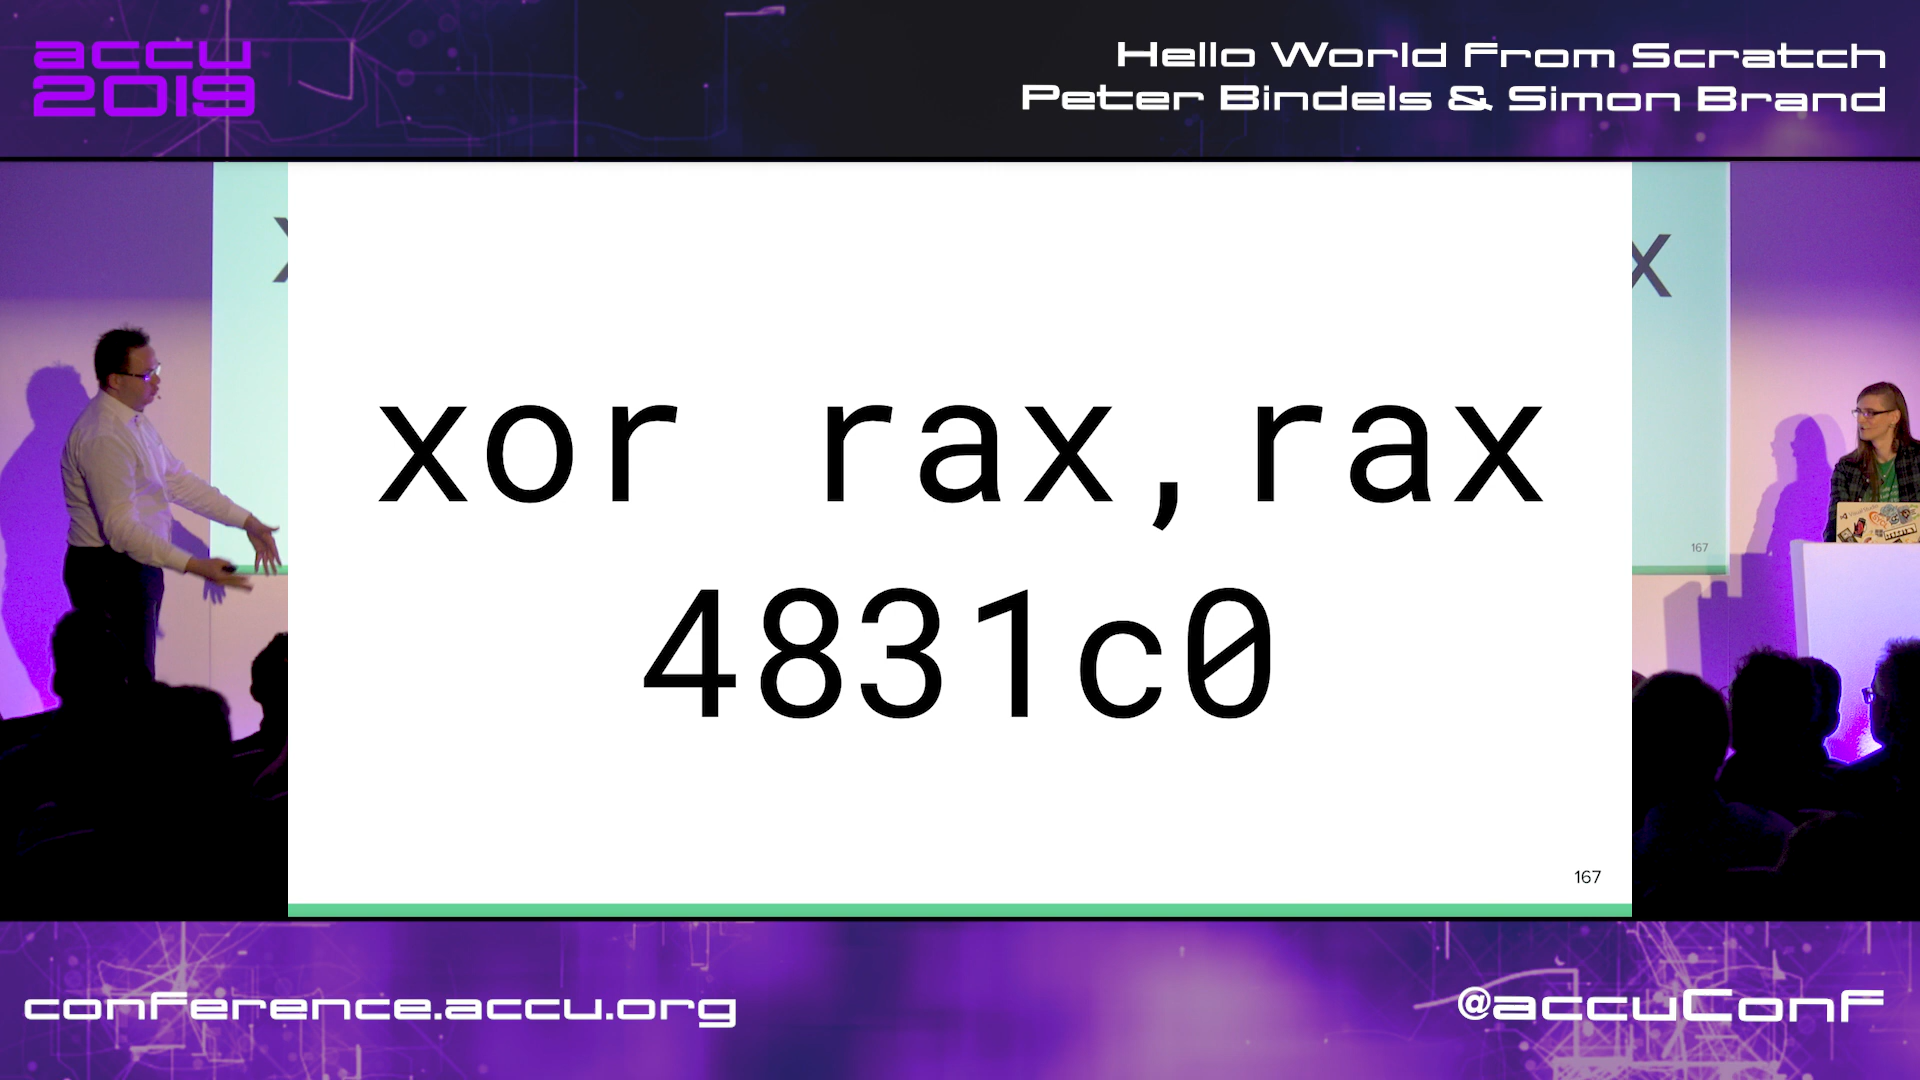 accu
2019
Hello World From Scratch
Peter Bindels & Simon Brand
x
x
xor rax,rax
4831c0
167
167
conference.accu.org
@accuConf